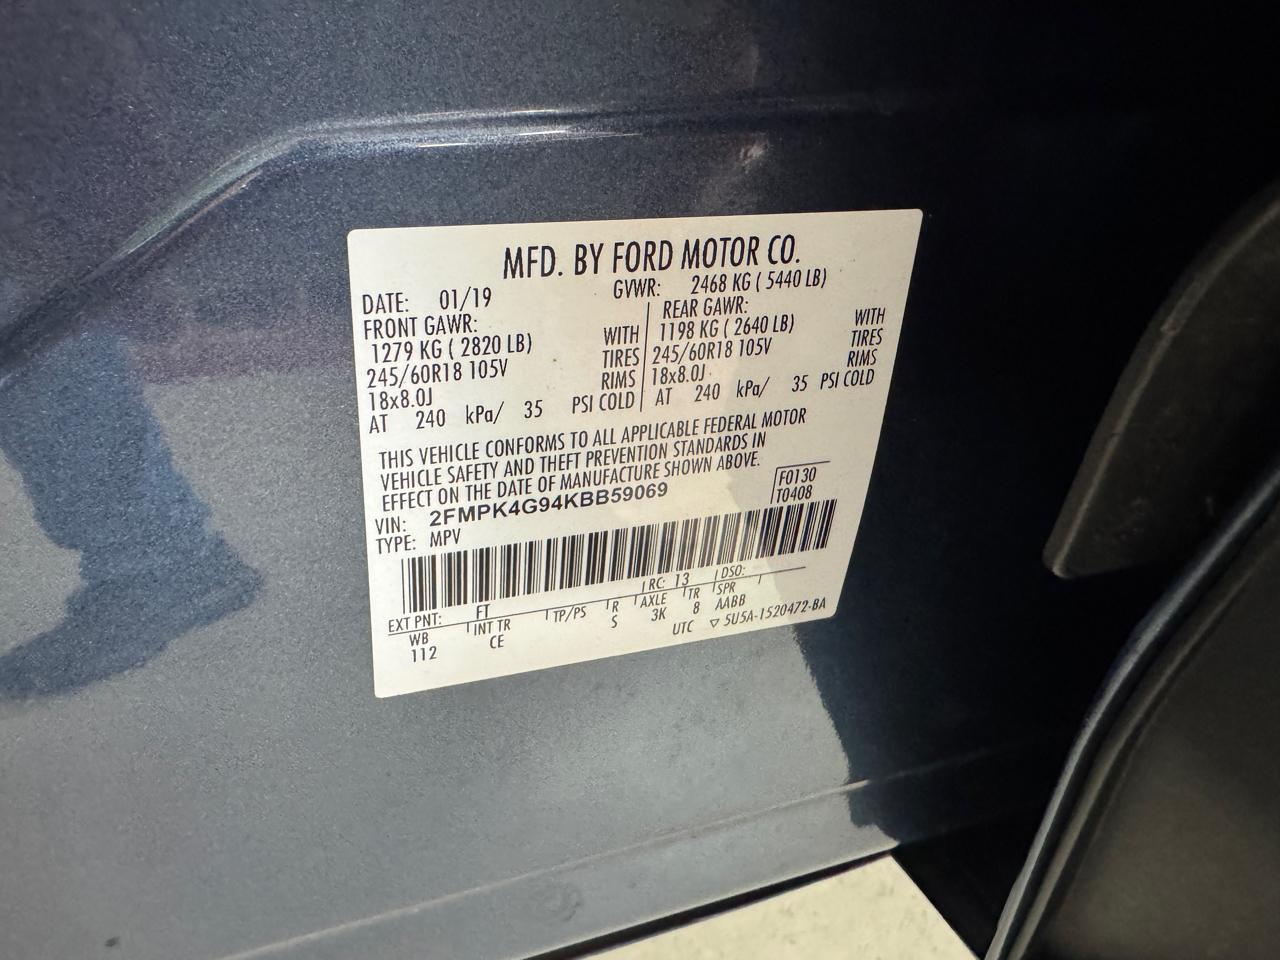 MFD. BY FORD MOTOR CO.
DATE: 01/19 GVWR: 2468 KG ( 5440 LB)
FRONT GAWR: REAR GAWR:
1279 KG ( 2820 LB) WITH 1198 KG ( 2640 LB) WITH
245/60R18 105V TIRES 245/60R18 105V TIRES
18x8.0J RIMS 18x8.0J RIMS
AT 240 kPa/ 35 PSI COLD AT 240 kPa/ 35 PSI COLD
THIS VEHICLE CONFORMS TO ALL APPLICABLE FEDERAL MOTOR
VEHICLE SAFETY AND THEFT PREVENTION STANDARDS IN
EFFECT ON THE DATE OF MANUFACTURE SHOWN ABOVE.
F0130
VIN: 2FMPK4G94KBB59069 T0408
TYPE: MPV
EXT PNT: FT RC: 13 DSO:
WB INT TR TP/PS R AXLE TR SPR
112 CE S 3K 8 AABB
UTC ▽ 5U5A-1520472-BA